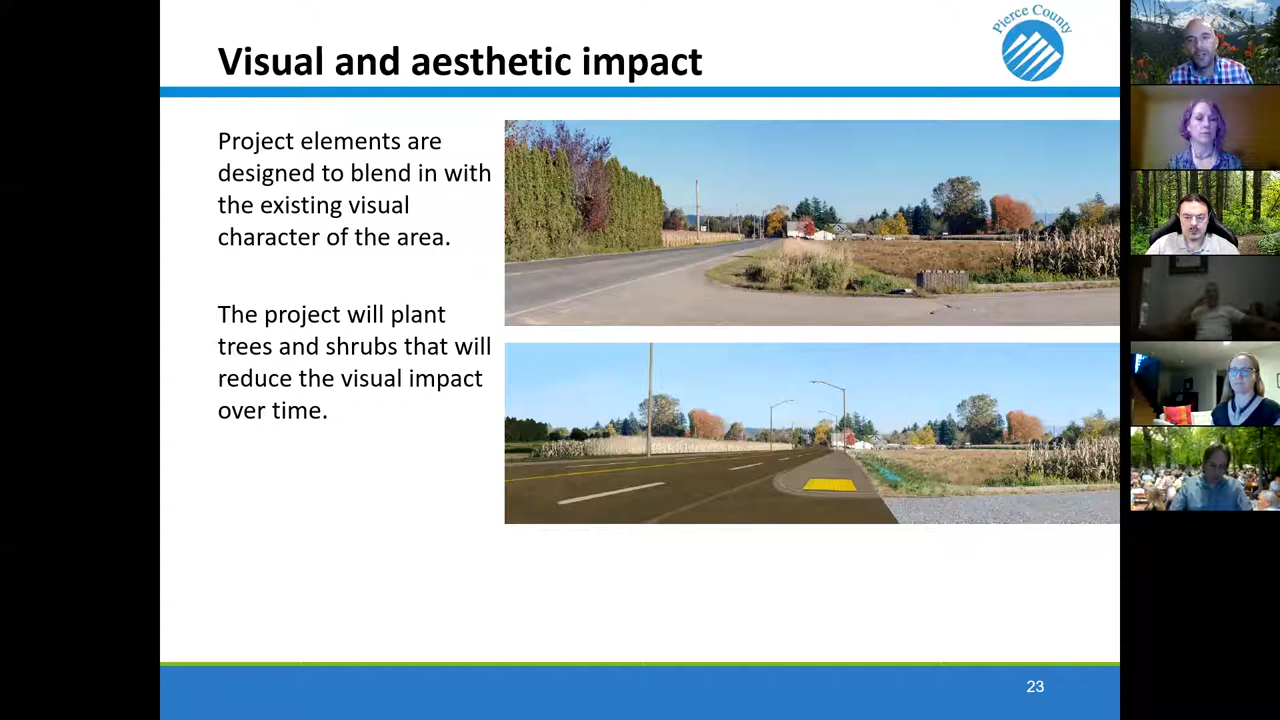 Visual and aesthetic impact
Pierce County
Project elements are
designed to blend in with
the existing visual
character of the area.
The project will plant
trees and shrubs that will
reduce the visual impact
over time.
23